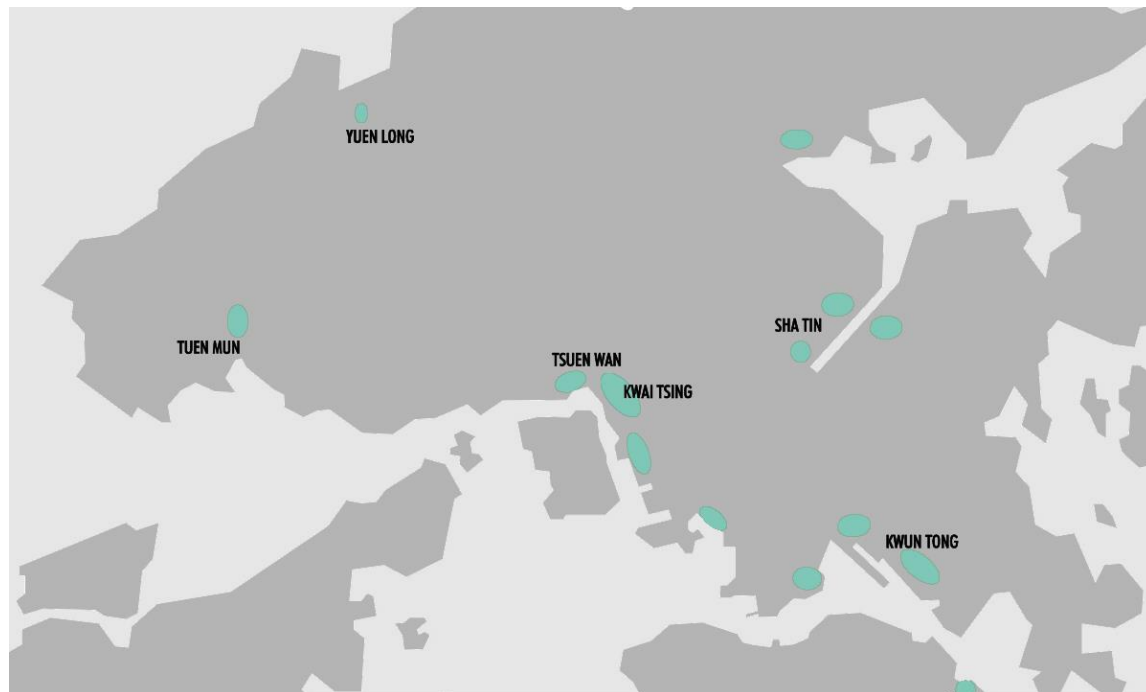 YUEN LONG
SHA TIN
TUEN MUN
TSUEN WAN
KWAI TSING
KWUN TONG